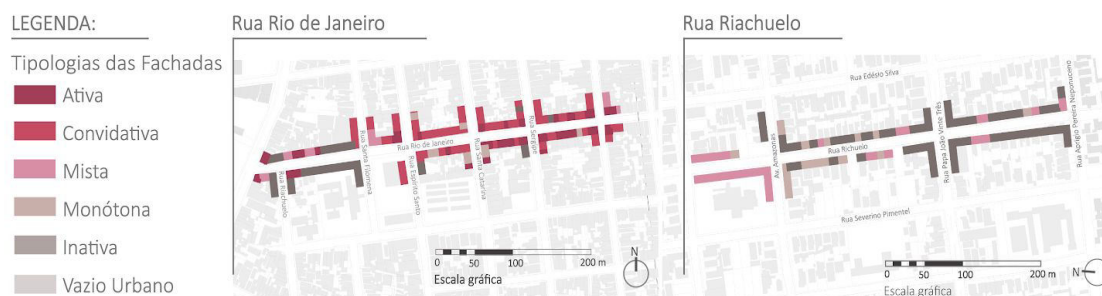 LEGENDA:
Tipologias das Fachadas
Ativa
Convidativa
Mista
Monótona
Inativa
Vazio Urbano
Rua Rio de Janeiro
Rua Riachuelo
Rua Santa Filomena
Rua Rio de Janeiro
Rua Espírito Santo
Rua Santa Catarina
Rua Sergipe
0 50 100 200 m
Escala gráfica
N
Rua Riachuelo
Rua Edésio Silva
Av. Amazonas
Rua Richuelo
Rua Papa João Vinte Três
Rua Aprígio Pereira Nepomuceno
Rua Severino Pimentel
0 50 100 200 m
Escala gráfica
N